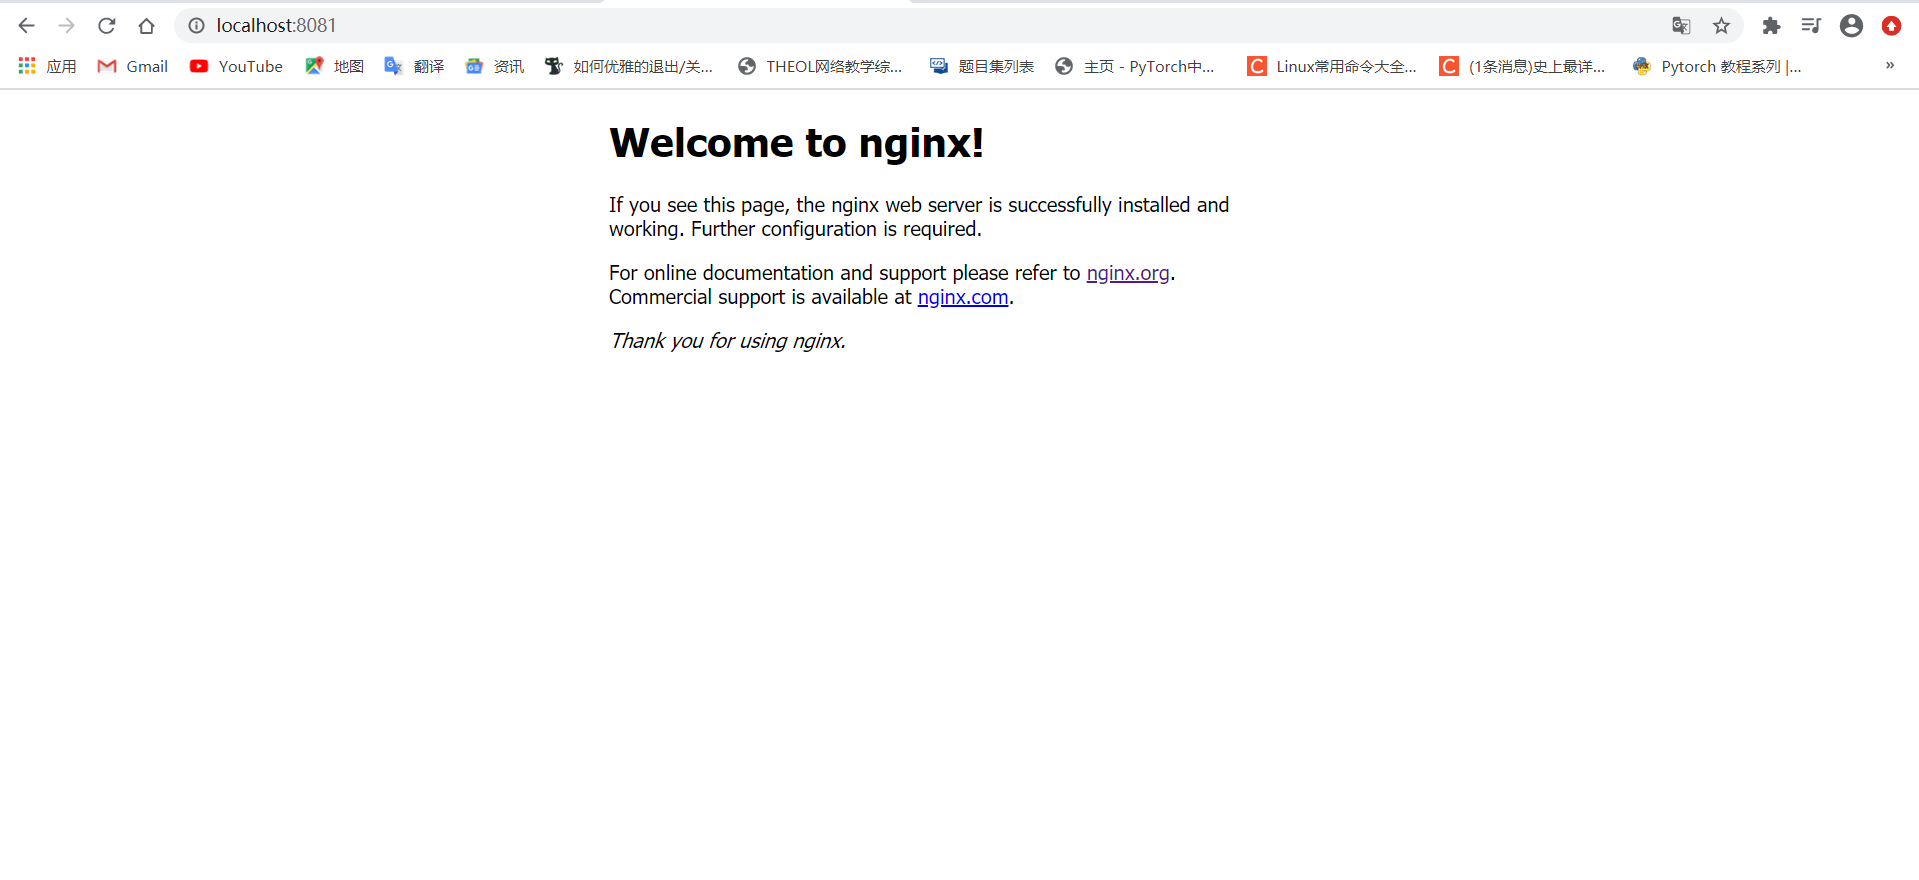 localhost:8081
应用 Gmail YouTube 地图 翻译 资讯 如何优雅的退出/关... THEOL网络教学综... 题目集列表 主页 - PyTorch中... Linux常用命令大全... (1条消息)史上最详... Pytorch 教程系列 |... »
Welcome to nginx!
If you see this page, the nginx web server is successfully installed and
working. Further configuration is required.
For online documentation and support please refer to nginx.org.
Commercial support is available at nginx.com.
Thank you for using nginx.